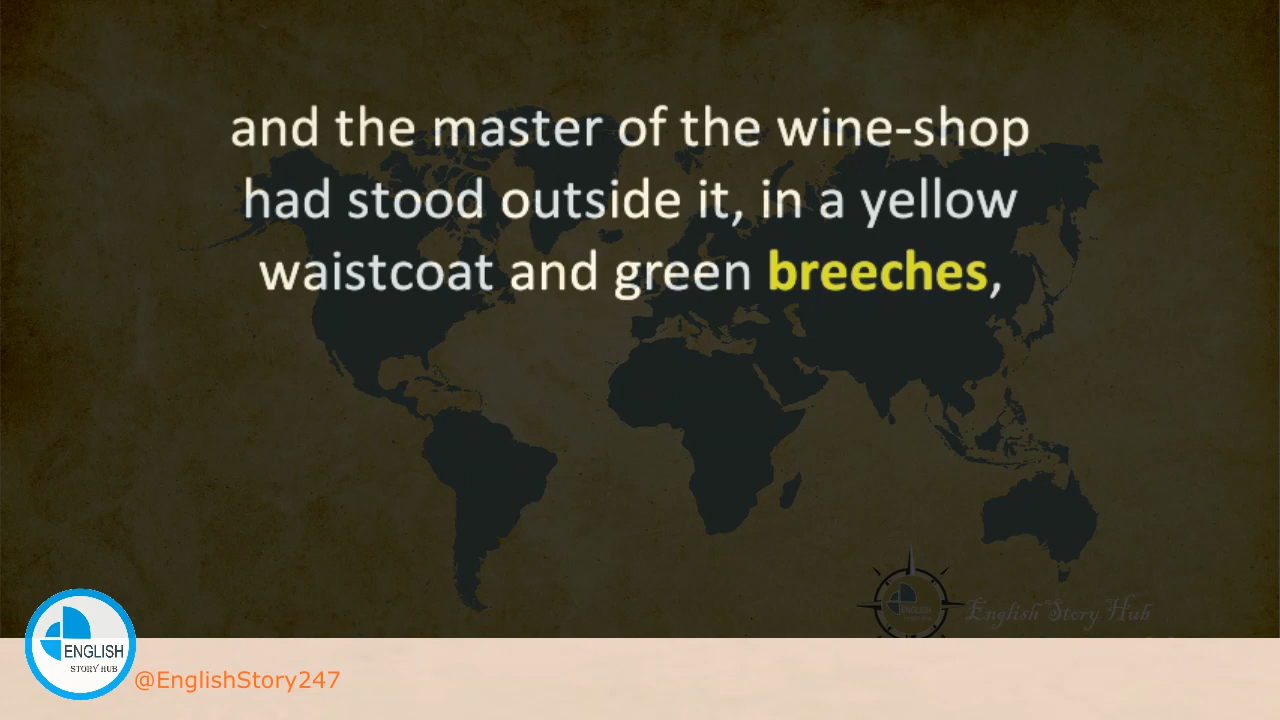 and the master of the wine-shop
had stood outside it, in a yellow
waistcoat and green breeches,
English Story Hub
ENGLISH
STORY HUB
@EnglishStory247